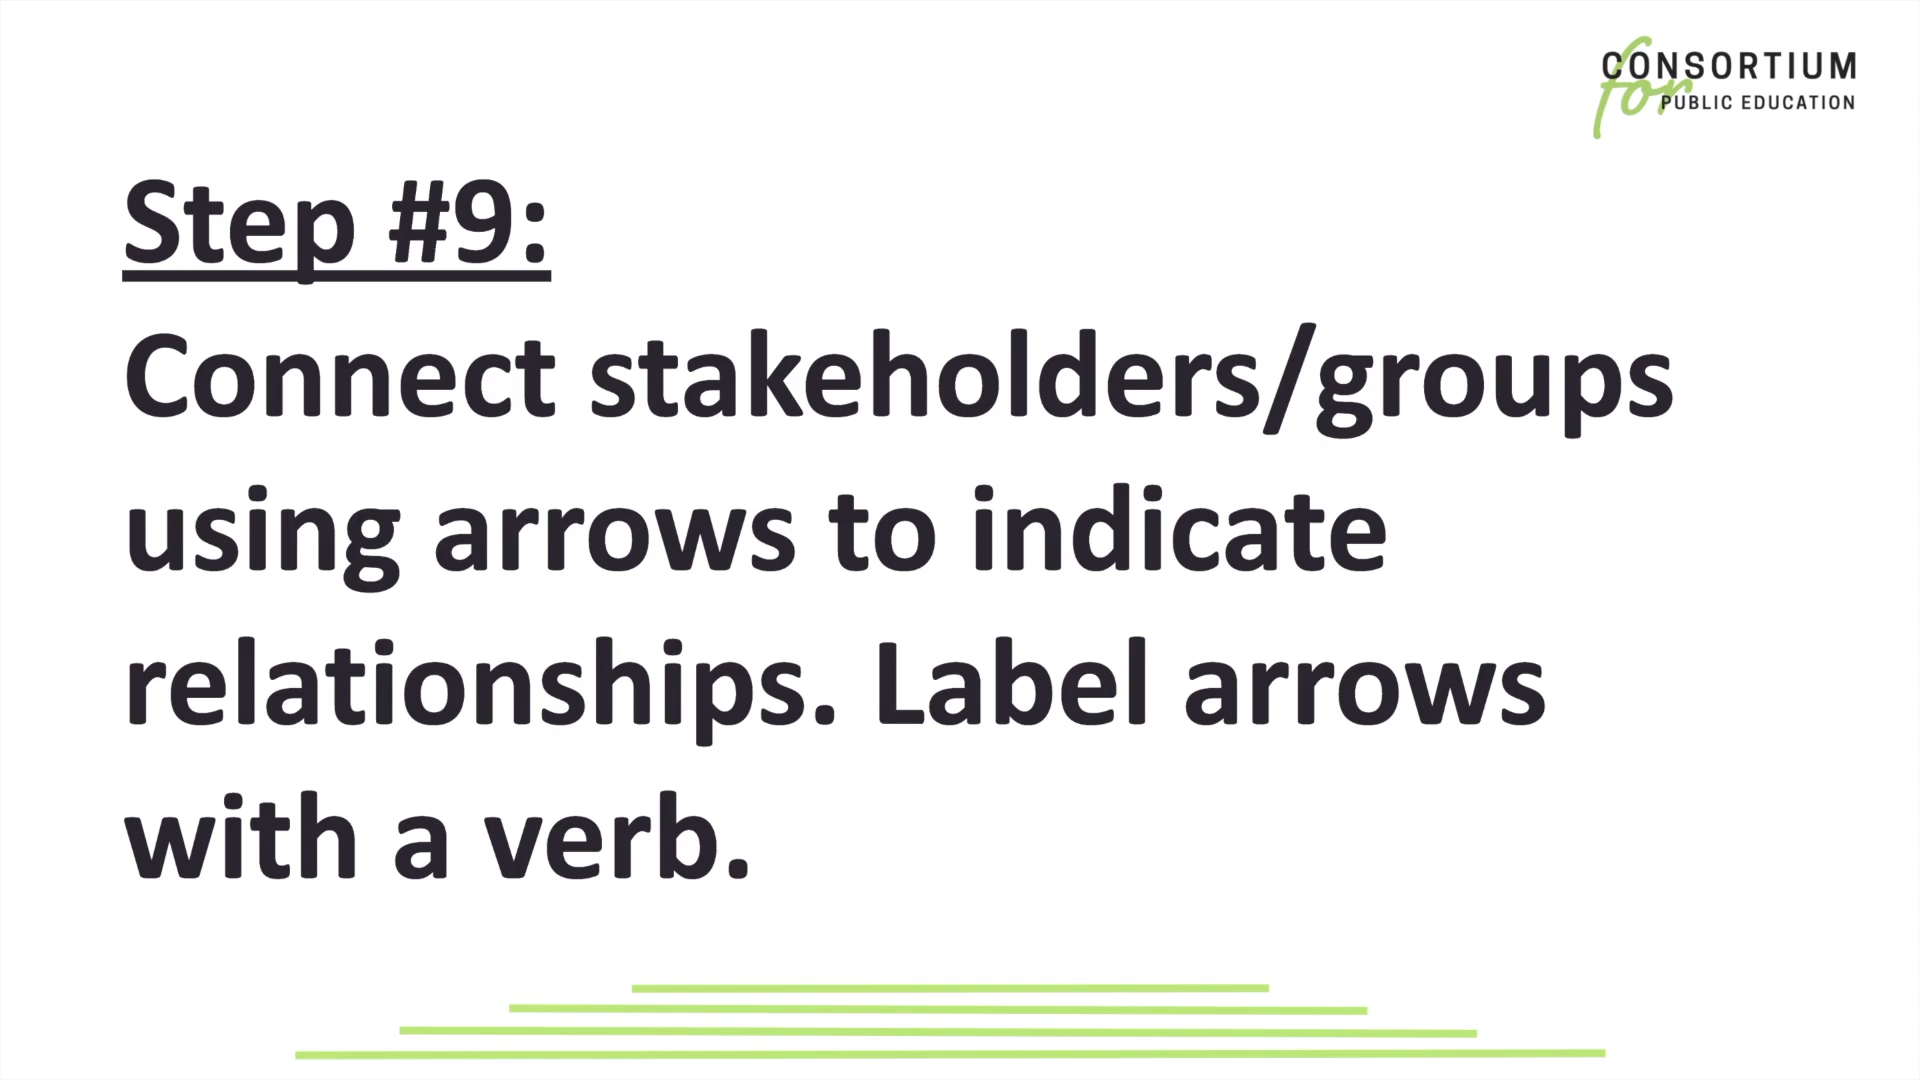 CONSORTIUM
for PUBLIC EDUCATION
Step #9:
Connect stakeholders/groups
using arrows to indicate
relationships. Label arrows
with a verb.